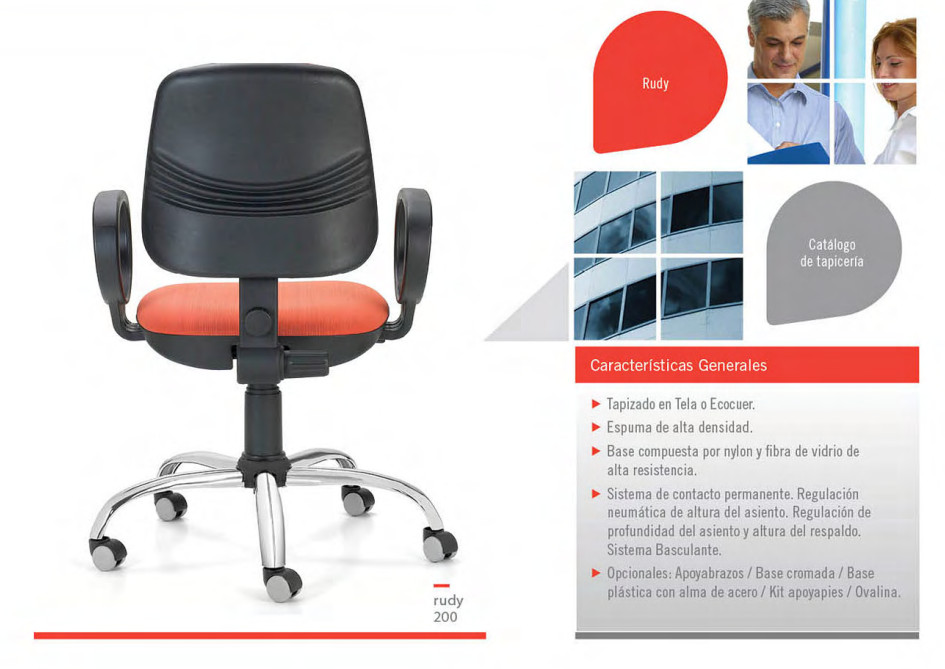 Rudy
Catálogo
de tapicería
Características Generales
► Tapizado en Tela o Ecocuer.
► Espuma de alta densidad.
► Base compuesta por nylon y fibra de vidrio de
alta resistencia.
► Sistema de contacto permanente. Regulación
neumática de altura del asiento. Regulación de
profundidad del asiento y altura del respaldo.
Sistema Basculante.
► Opcionales: Apoyabrazos / Base cromada / Base
plástica con alma de acero / Kit apoyapies / Ovalina.
rudy
200